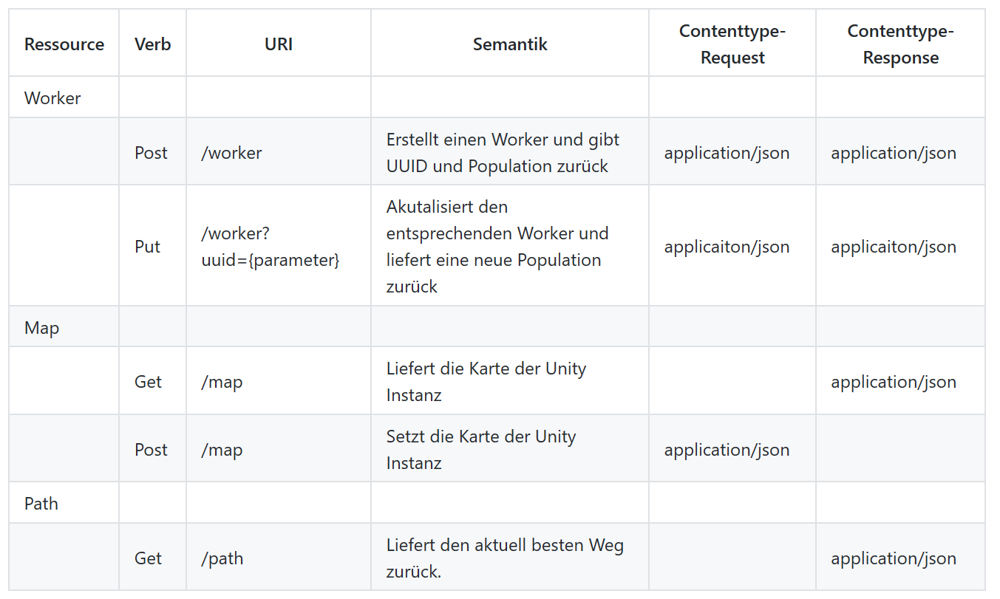 Ressource Verb URI Semantik Contenttype-
Request Contenttype-
Response
Worker
Post /worker Erstellt einen Worker und gibt
UUID und Population zurück application/json application/json
Put /worker?
uuid={parameter} Akutalisiert den
entsprechenden Worker und
liefert eine neue Population
zurück applicaiton/json applicaiton/json
Map
Get /map Liefert die Karte der Unity
Instanz application/json
Post /map Setzt die Karte der Unity
Instanz application/json
Path
Get /path Liefert den aktuell besten Weg
zurück. application/json